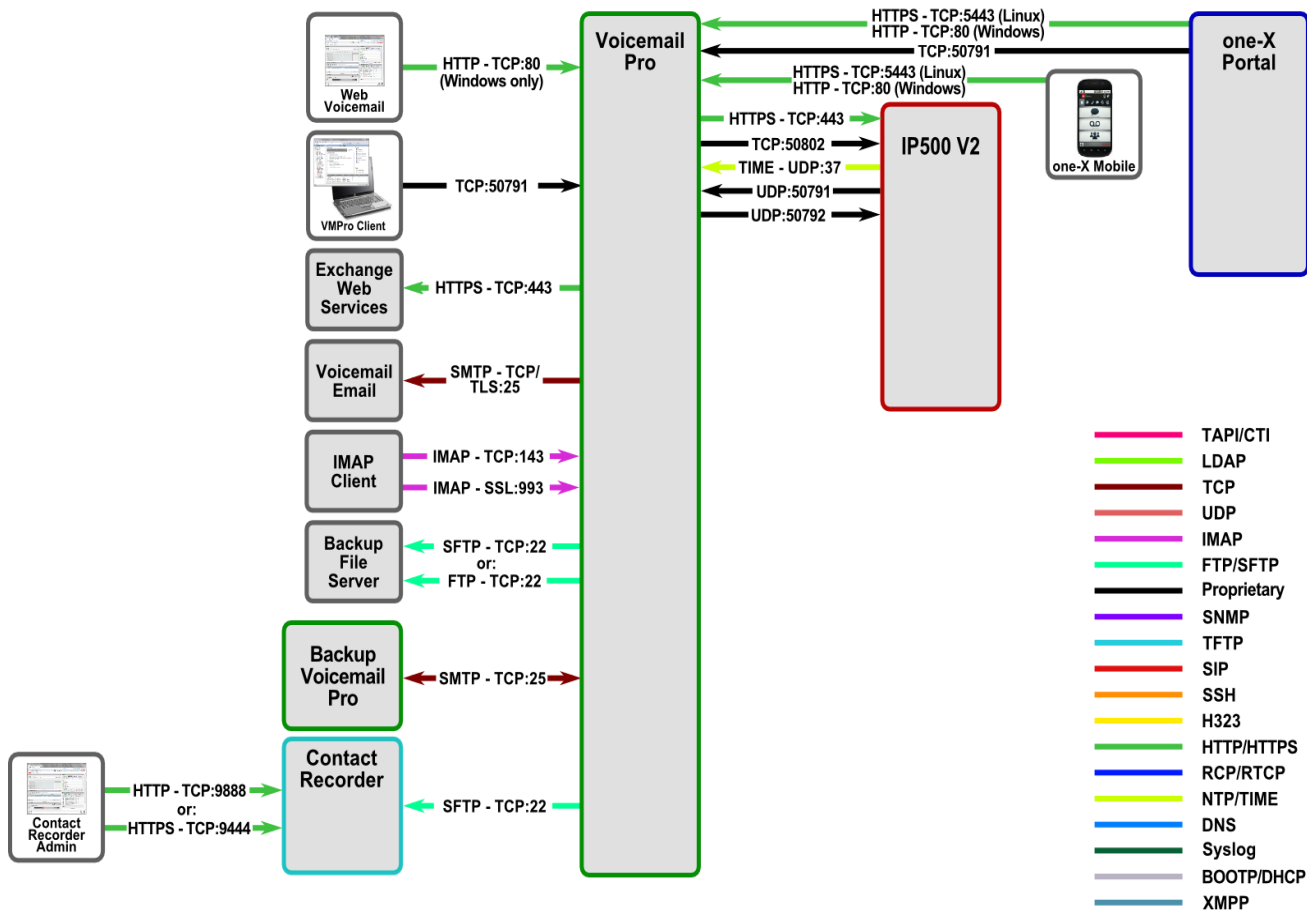 HTTPS - TCP:5443 (Linux)
HTTP - TCP:80 (Windows)
TCP:50791
HTTPS - TCP:5443 (Linux)
HTTP - TCP:80 (Windows)
Voicemail
Pro
one-X
Portal
HTTP - TCP:80
(Windows only)
Web
Voicemail
HTTPS - TCP:443
TCP:50802
TIME - UDP:37
UDP:50791
UDP:50792
IP500 V2
one-X Mobile
TCP:50791
VMPro Client
Exchange
Web
Services
HTTPS - TCP:443
Voicemail
Email
SMTP - TCP/
TLS:25
IMAP
Client
IMAP - TCP:143
IMAP - SSL:993
Backup
File
Server
SFTP - TCP:22
or:
FTP - TCP:22
Backup
Voicemail
Pro
SMTP - TCP:25
Contact
Recorder
SFTP - TCP:22
Contact
Recorder
Admin
HTTP - TCP:9888
or:
HTTPS - TCP:9444
TAPI/CTI
LDAP
TCP
UDP
IMAP
FTP/SFTP
Proprietary
SNMP
TFTP
SIP
SSH
H323
HTTP/HTTPS
RCP/RTCP
NTP/TIME
DNS
Syslog
BOOTP/DHCP
XMPP